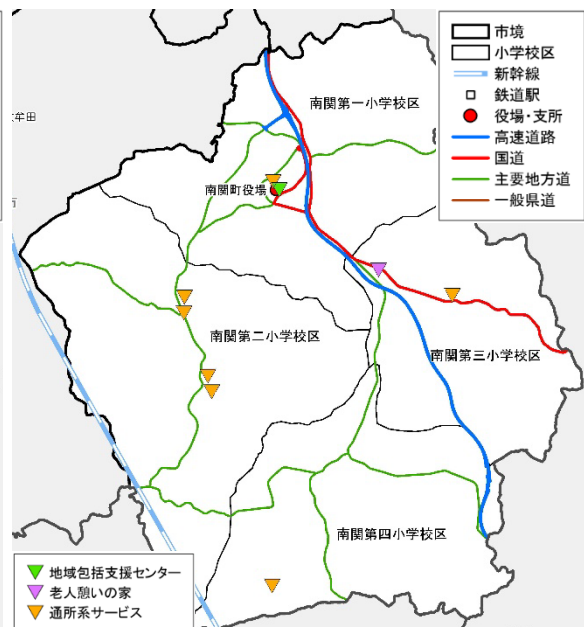 市境
小学校区
新幹線
鉄道駅
役場・支所
高速道路
国道
主要地方道
一般県道
南関第一小学校区
牟田
南関町役場
市
南関第二小学校区
南関第三小学校区
南関第四小学校区
地域包括支援センター
老人憩いの家
通所系サービス